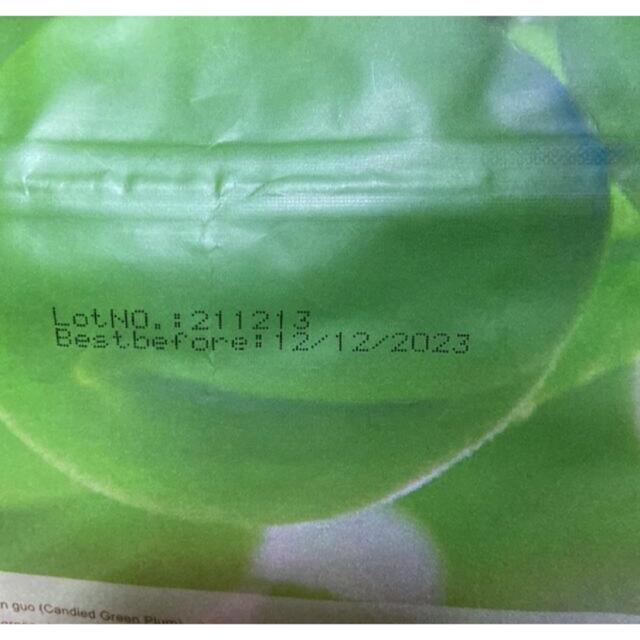 LotNO.:211213
Bestbefore:12/12/2023
n guo (Candied Green Plum)